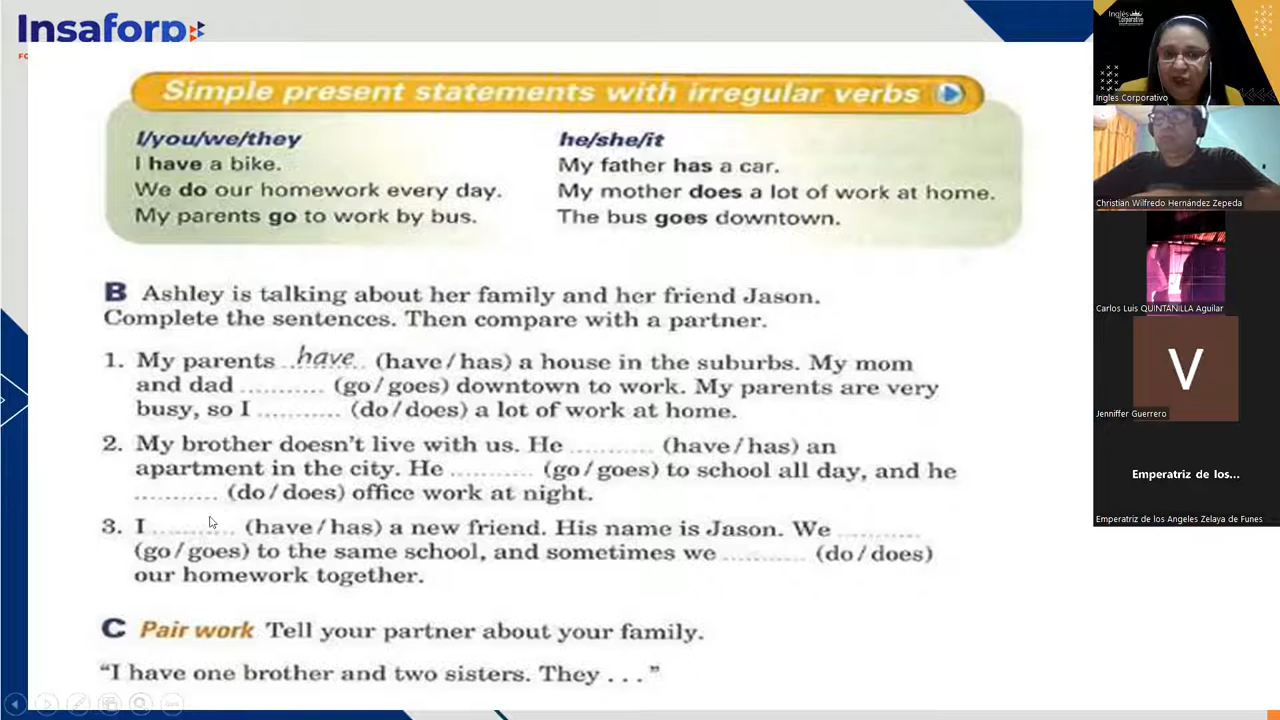 Insaforp
Simple present statements with irregular verbs
I/you/we/they
I have a bike.
We do our homework every day.
My parents go to work by bus.
he/she/it
My father has a car.
My mother does a lot of work at home.
The bus goes downtown.
B Ashley is talking about her family and her friend Jason.
Complete the sentences. Then compare with a partner.
1. My parents ..have.. (have / has) a house in the suburbs. My mom
and dad ........... (go / goes) downtown to work. My parents are very
busy, so I ........... (do / does) a lot of work at home.
2. My brother doesn't live with us. He ........... (have / has) an
apartment in the city. He ........... (go / goes) to school all day, and he
........... (do / does) office work at night.
3. I ........... (have / has) a new friend. His name is Jason. We ...........
(go / goes) to the same school, and sometimes we ........... (do / does)
our homework together.
C Pair work Tell your partner about your family.
"I have one brother and two sisters. They . . . "
Inglés
Corporativo
Ingles Corporativo
Christian Wilfredo Hernández Zepeda
Carlos Luis QUINTANILLA Aguilar
V
Jenniffer Guerrero
Emperatriz de los...
Emperatriz de los Angeles Zelaya de Funes